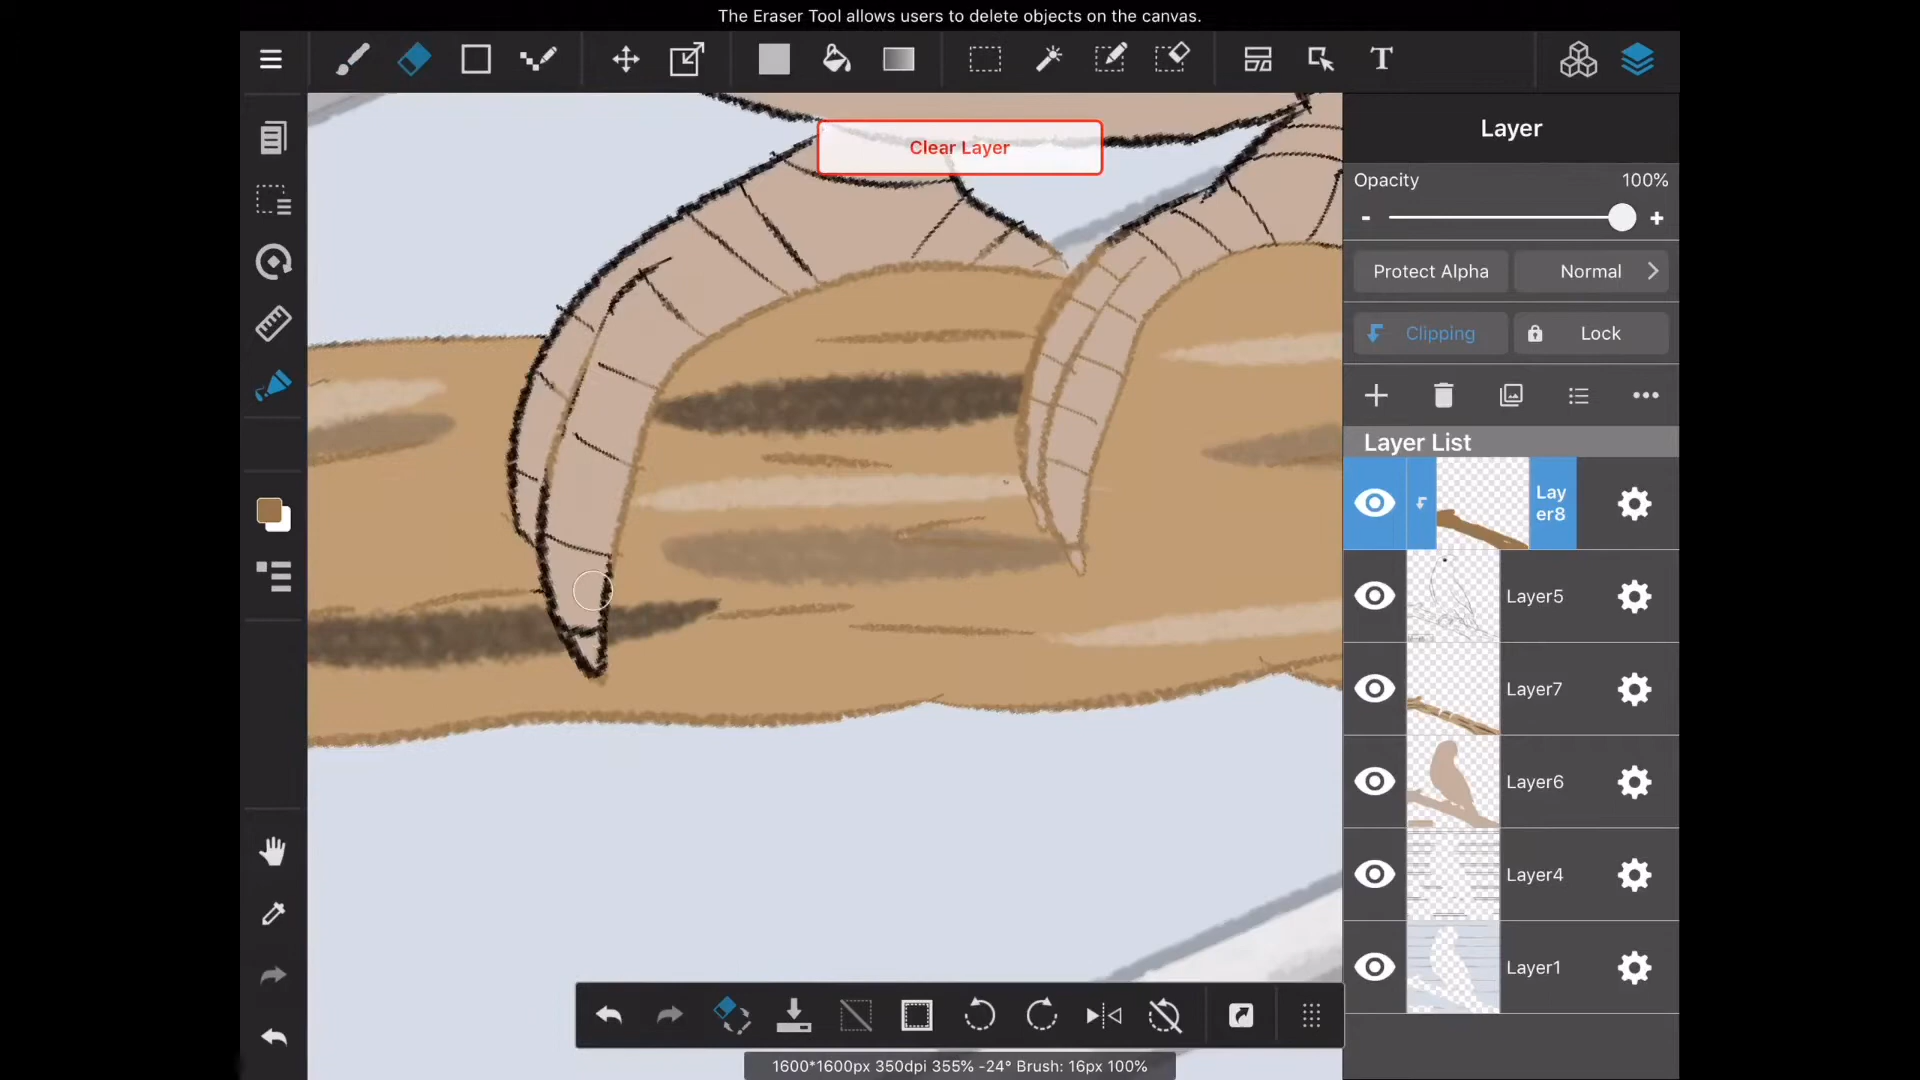 The Eraser Tool allows users to delete objects on the canvas.
T
Clear Layer
Layer
Opacity 100%
- +
Protect Alpha Normal
Clipping Lock
Layer List
Lay
er8
Layer5
Layer7
Layer6
Layer4
Layer1
1600*1600px 350dpi 355% -24° Brush: 16px 100%